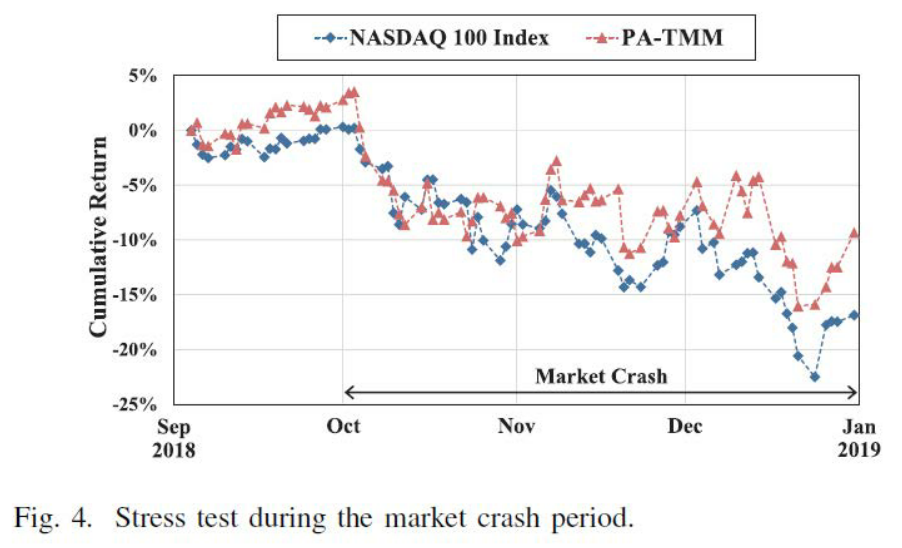 NASDAQ 100 Index PA-TMM
5%
0%
-5%
-10%
-15%
-20%
-25%
Cumulative Return
Market Crash
Sep Oct Nov Dec Jan
2018 2019
Fig. 4. Stress test during the market crash period.